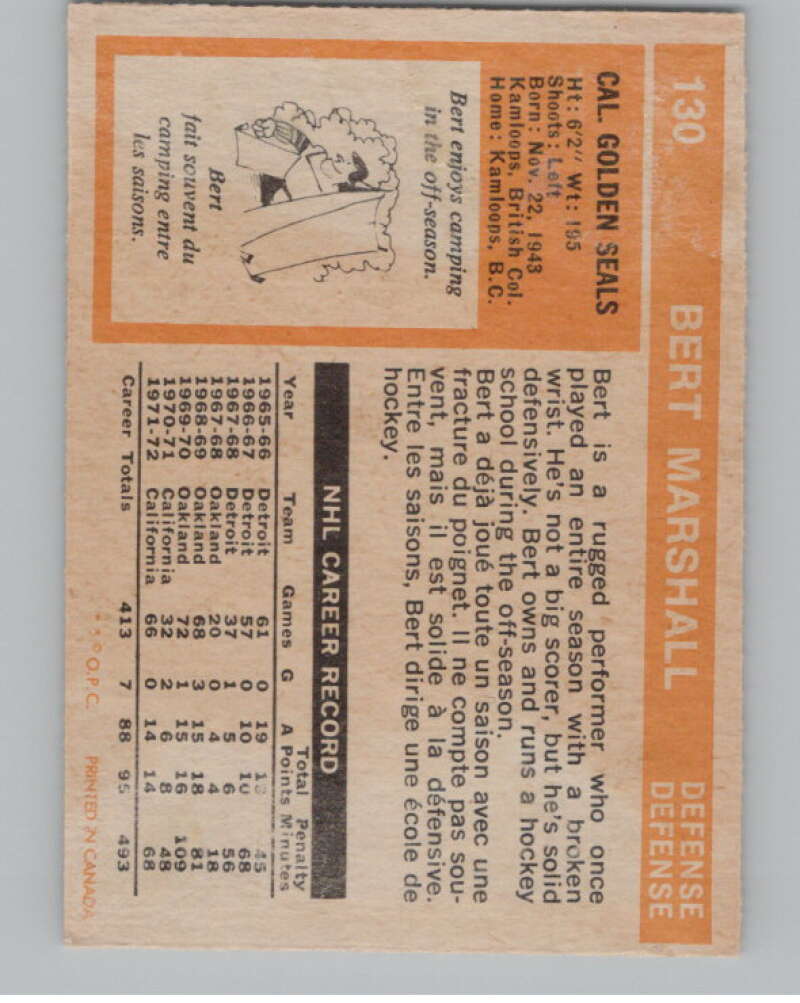 130 BERT MARSHALL DEFENSE
DEFENSE
CAL. GOLDEN SEALS
Ht: 6'2" Wt: 195
Shoots: Left
Born: Nov. 22, 1943
Kamloops, British Col.
Home: Kamloops, B.C.
Bert enjoys camping
in the off-season.
Bert
fait souvent du
camping entre
les saisons.
Bert is a rugged performer who once
played an entire season with a broken
wrist. He's not a big scorer, but he's solid
defensively. Bert owns and runs a hockey
school during the off-season.
Bert a déjà joué toute un saison avec une
fracture du poignet. Il ne compte pas sou-
vent, mais il est solide à la défensive.
Entre les saisons, Bert dirige une école de
hockey.
NHL CAREER RECORD
Total Penalty
Year Team Games G A Points Minutes
1965-66 Detroit 61 0 19 45
1966-67 Detroit 57 0 10 10 68
1967-68 Detroit 37 1 5 6 56
1967-68 Oakland 20 0 4 4 18
1968-69 Oakland 68 3 15 18 81
1969-70 Oakland 72 1 15 16 109
1970-71 California 32 2 6 8 48
1971-72 California 66 0 14 14 68
Career Totals 413 7 88 95 493
* * © O.P.C. PRINTED IN CANADA